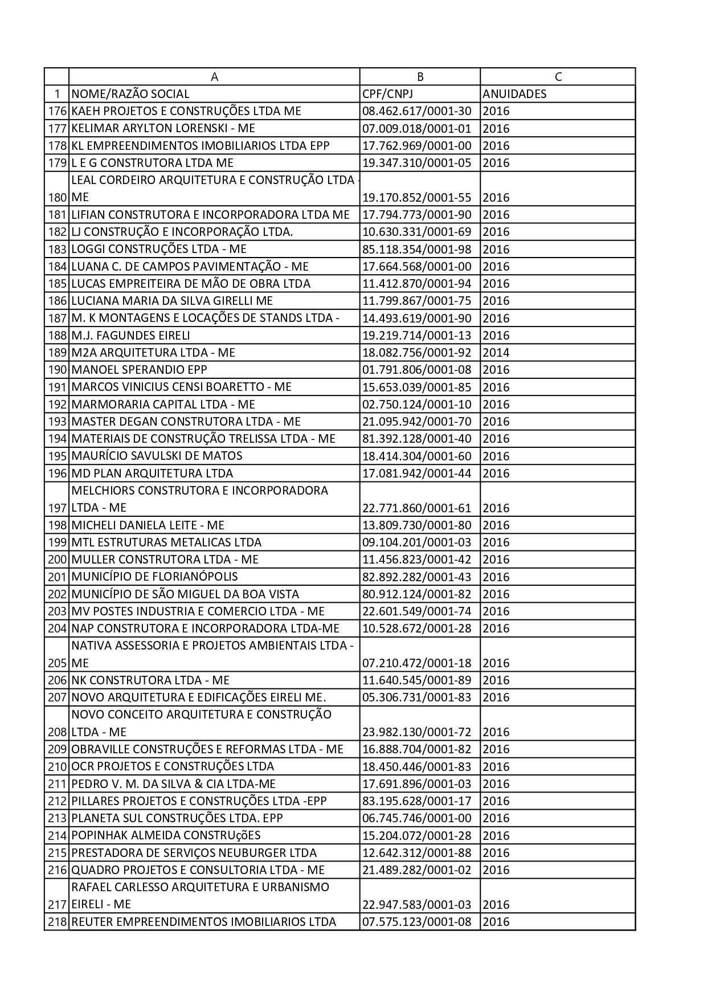 A B C
1 NOME/RAZÃO SOCIAL CPF/CNPJ ANUIDADES
176 KAEH PROJETOS E CONSTRUÇÕES LTDA ME 08.462.617/0001-30 2016
177 KELIMAR ARYLTON LORENSKI - ME 07.009.018/0001-01 2016
178 KL EMPREENDIMENTOS IMOBILIARIOS LTDA EPP 17.762.969/0001-00 2016
179 L E G CONSTRUTORA LTDA ME 19.347.310/0001-05 2016
LEAL CORDEIRO ARQUITETURA E CONSTRUÇÃO LTDA -
180 ME 19.170.852/0001-55 2016
181 LIFIAN CONSTRUTORA E INCORPORADORA LTDA ME 17.794.773/0001-90 2016
182 LJ CONSTRUÇÃO E INCORPORAÇÃO LTDA. 10.630.331/0001-69 2016
183 LOGGI CONSTRUÇÕES LTDA - ME 85.118.354/0001-98 2016
184 LUANA C. DE CAMPOS PAVIMENTAÇÃO - ME 17.664.568/0001-00 2016
185 LUCAS EMPREITEIRA DE MÃO DE OBRA LTDA 11.412.870/0001-94 2016
186 LUCIANA MARIA DA SILVA GIRELLI ME 11.799.867/0001-75 2016
187 M. K MONTAGENS E LOCAÇÕES DE STANDS LTDA - 14.493.619/0001-90 2016
188 M.J. FAGUNDES EIRELI 19.219.714/0001-13 2016
189 M2A ARQUITETURA LTDA - ME 18.082.756/0001-92 2014
190 MANOEL SPERANDIO EPP 01.791.806/0001-08 2016
191 MARCOS VINICIUS CENSI BOARETTO - ME 15.653.039/0001-85 2016
192 MARMORARIA CAPITAL LTDA - ME 02.750.124/0001-10 2016
193 MASTER DEGAN CONSTRUTORA LTDA - ME 21.095.942/0001-70 2016
194 MATERIAIS DE CONSTRUÇÃO TRELISSA LTDA - ME 81.392.128/0001-40 2016
195 MAURÍCIO SAVULSKI DE MATOS 18.414.304/0001-60 2016
196 MD PLAN ARQUITETURA LTDA 17.081.942/0001-44 2016
MELCHIORS CONSTRUTORA E INCORPORADORA
197 LTDA - ME 22.771.860/0001-61 2016
198 MICHELI DANIELA LEITE - ME 13.809.730/0001-80 2016
199 MTL ESTRUTURAS METALICAS LTDA 09.104.201/0001-03 2016
200 MULLER CONSTRUTORA LTDA - ME 11.456.823/0001-42 2016
201 MUNICÍPIO DE FLORIANÓPOLIS 82.892.282/0001-43 2016
202 MUNICÍPIO DE SÃO MIGUEL DA BOA VISTA 80.912.124/0001-82 2016
203 MV POSTES INDUSTRIA E COMERCIO LTDA - ME 22.601.549/0001-74 2016
204 NAP CONSTRUTORA E INCORPORADORA LTDA-ME 10.528.672/0001-28 2016
NATIVA ASSESSORIA E PROJETOS AMBIENTAIS LTDA -
205 ME 07.210.472/0001-18 2016
206 NK CONSTRUTORA LTDA - ME 11.640.545/0001-89 2016
207 NOVO ARQUITETURA E EDIFICAÇÕES EIRELI ME. 05.306.731/0001-83 2016
NOVO CONCEITO ARQUITETURA E CONSTRUÇÃO
208 LTDA - ME 23.982.130/0001-72 2016
209 OBRAVILLE CONSTRUÇÕES E REFORMAS LTDA - ME 16.888.704/0001-82 2016
210 OCR PROJETOS E CONSTRUÇÕES LTDA 18.450.446/0001-83 2016
211 PEDRO V. M. DA SILVA & CIA LTDA-ME 17.691.896/0001-03 2016
212 PILLARES PROJETOS E CONSTRUÇÕES LTDA -EPP 83.195.628/0001-17 2016
213 PLANETA SUL CONSTRUÇÕES LTDA. EPP 06.745.746/0001-00 2016
214 POPINHAK ALMEIDA CONSTRUçõES 15.204.072/0001-28 2016
215 PRESTADORA DE SERVIÇOS NEUBURGER LTDA 12.642.312/0001-88 2016
216 QUADRO PROJETOS E CONSULTORIA LTDA - ME 21.489.282/0001-02 2016
RAFAEL CARLESSO ARQUITETURA E URBANISMO
217 EIRELI - ME 22.947.583/0001-03 2016
218 REUTER EMPREENDIMENTOS IMOBILIARIOS LTDA 07.575.123/0001-08 2016